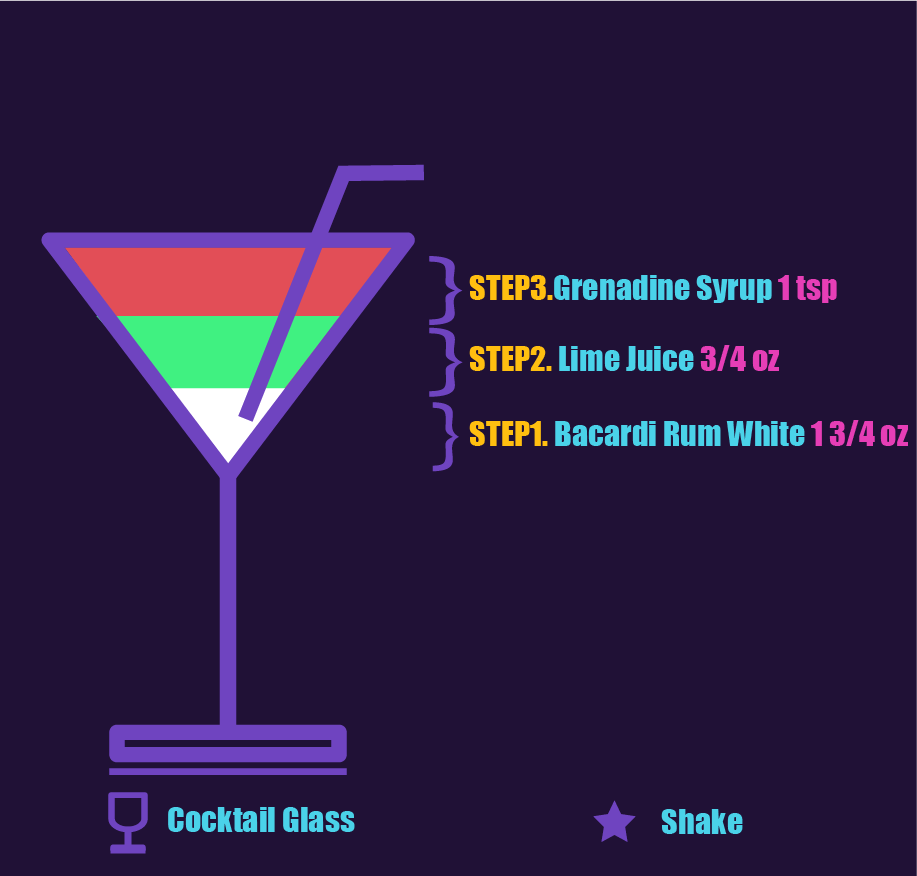 STEP3.Grenadine Syrup 1 tsp
STEP2. Lime Juice 3/4 oz
STEP1. Bacardi Rum White 1 3/4 oz
Cocktail Glass
Shake